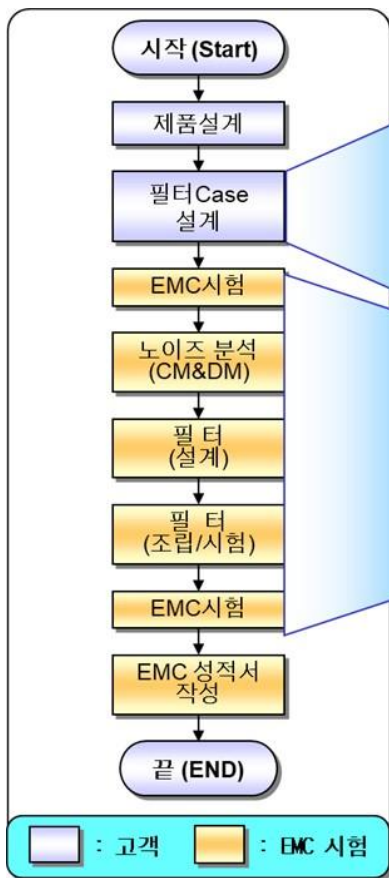 시작 (Start)
제품설계
필터Case
설계
EMC시험
노이즈 분석
(CM&DM)
필 터
(설계)
필 터
(조립/시험)
EMC시험
EMC 성적서
작성
끝 (END)
: 고객
: EMC 시험